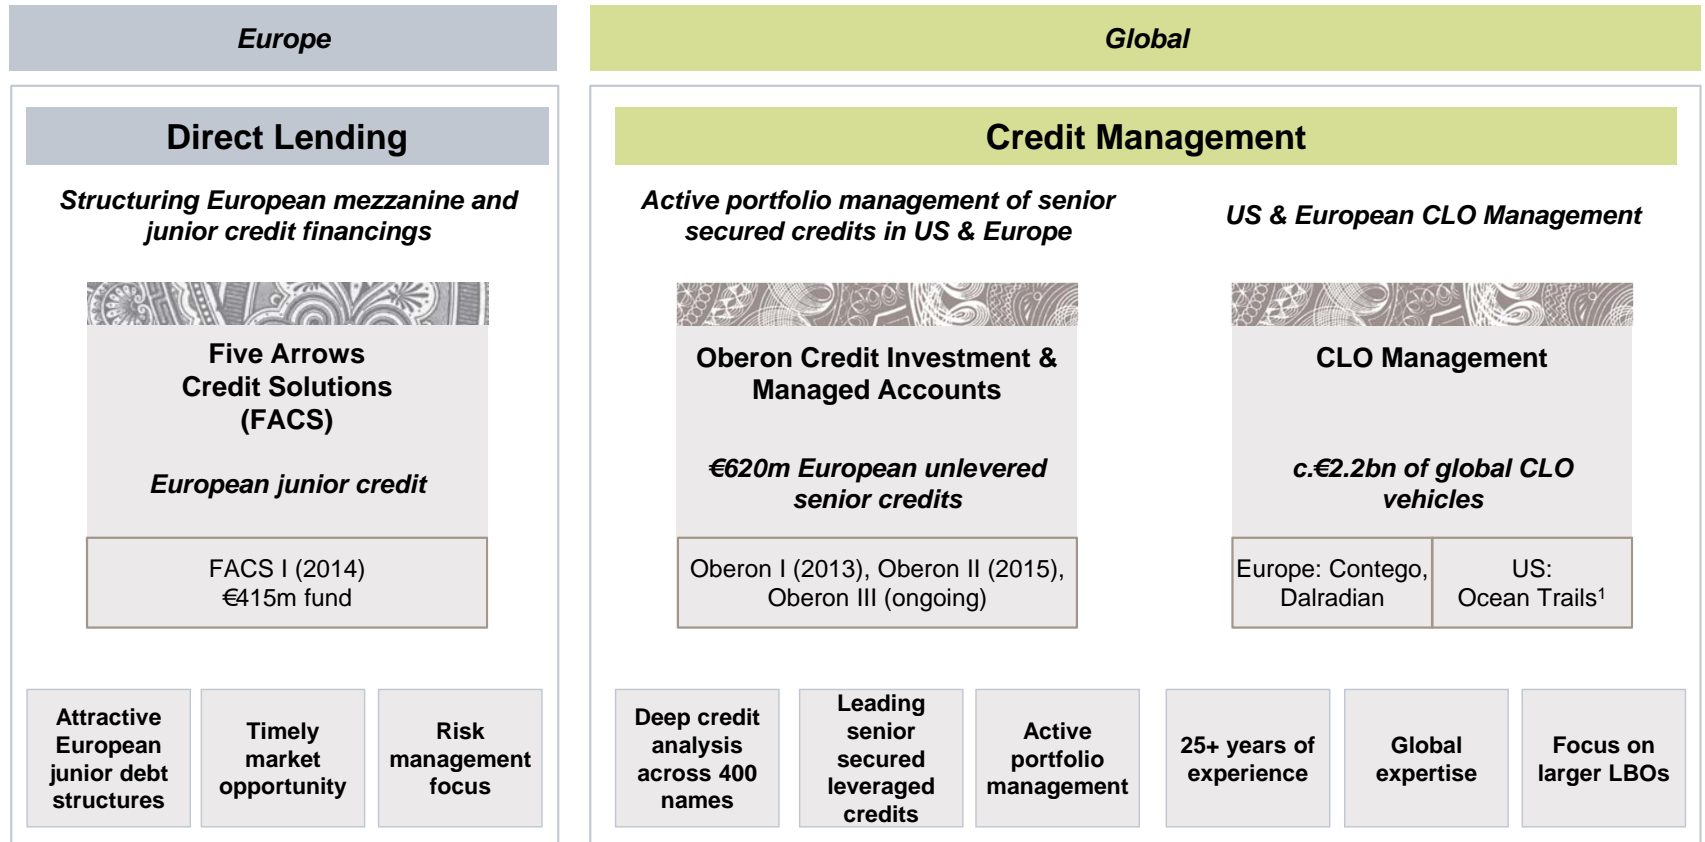 Europe
Global
Direct Lending
Credit Management
Structuring European mezzanine and
junior credit financings
Active portfolio management of senior
secured credits in US & Europe
US & European CLO Management
Five Arrows
Credit Solutions
(FACS)
European junior credit
FACS I (2014)
€415m fund
Oberon Credit Investment &
Managed Accounts
€620m European unlevered
senior credits
Oberon I (2013), Oberon II (2015),
Oberon III (ongoing)
CLO Management
c.€2.2bn of global CLO
vehicles
Europe: Contego,
Dalradian
US:
Ocean Trails¹
Attractive
European
junior debt
structures
Timely
market
opportunity
Risk
management
focus
Deep credit
analysis
across 400
names
Leading
senior
secured
leveraged
credits
Active
portfolio
management
25+ years of
experience
Global
expertise
Focus on
larger LBOs